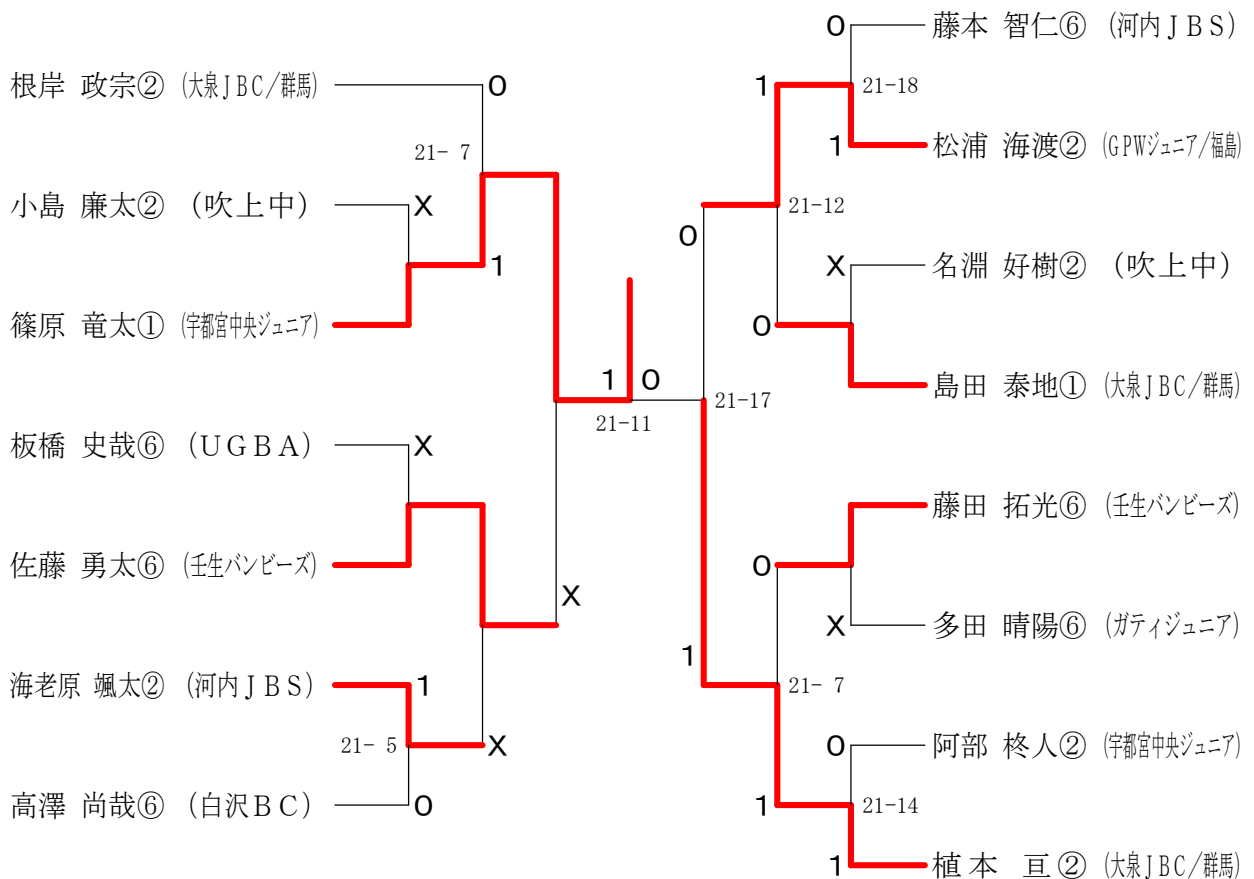 根岸 政宗② (大泉JBC/群馬)
0
21- 7
小島 廉太② (吹上中)
X
1
篠原 竜太① (宇都宮中央ジュニア)
板橋 史哉⑥ (UGBA)
X
佐藤 勇太⑥ (壬生バンビーズ)
X
海老原 颯太② (河内JBS)
1
21- 5
X
高澤 尚哉⑥ (白沢BC)
0
1 0
21-11
0 藤本 智仁⑥ (河内JBS)
1
21-18
1 松浦 海渡② (GPWジュニア/福島)
21-12
0
X 名淵 好樹② (吹上中)
0
島田 泰地① (大泉JBC/群馬)
21-17
藤田 拓光⑥ (壬生バンビーズ)
0
X 多田 晴陽⑥ (ガティジュニア)
1
21- 7
0 阿部 柊人② (宇都宮中央ジュニア)
1
21-14
1 植本 亘② (大泉JBC/群馬)